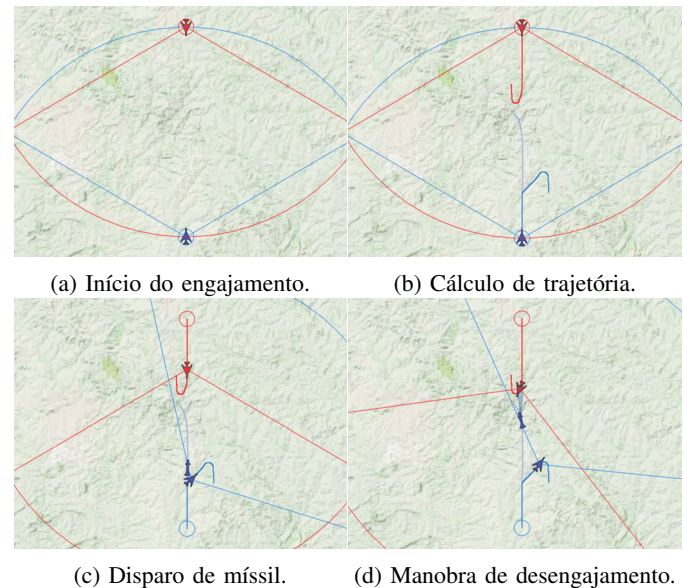 (a) Início do engajamento.
(b) Cálculo de trajetória.
(c) Disparo de míssil.
(d) Manobra de desengajamento.